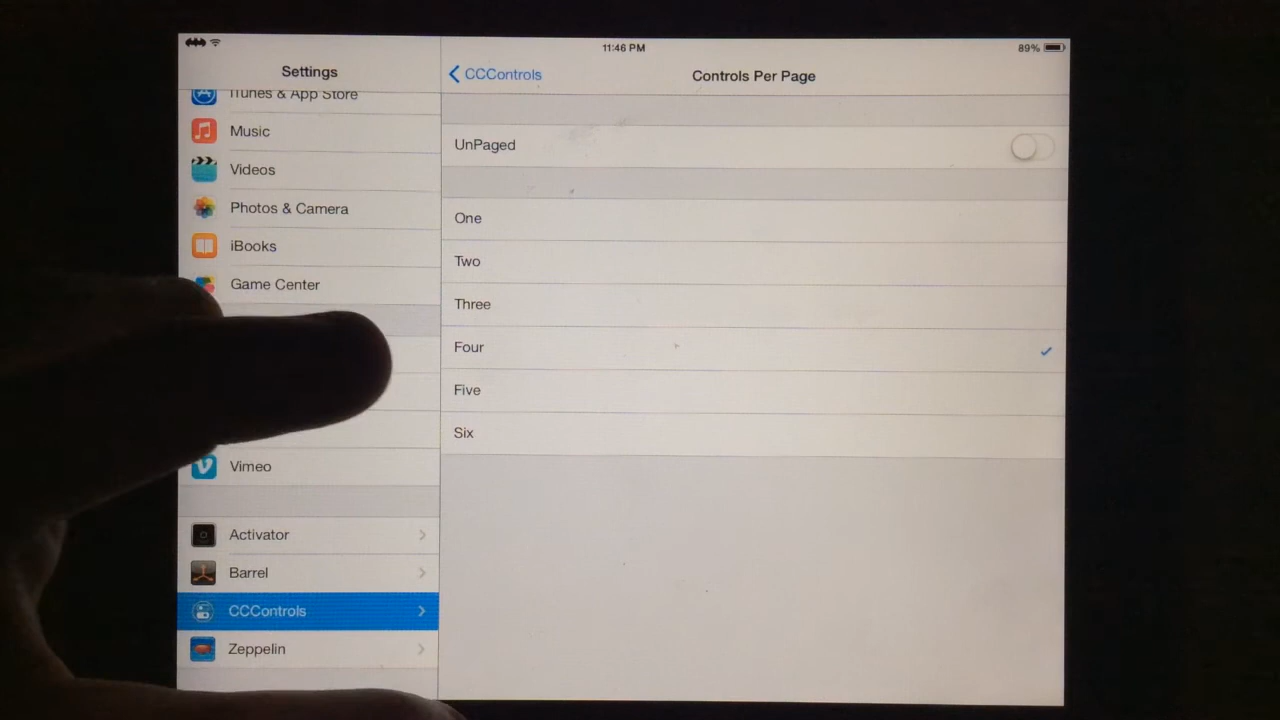 11:46 PM
89%
Settings
iTunes & App Store
Music
Videos
Photos & Camera
iBooks
Game Center
Vimeo
Activator
Barrel
CCControls
Zeppelin
CCControls
Controls Per Page
UnPaged
One
Two
Three
Four
Five
Six